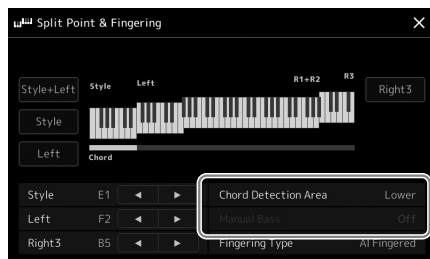 Split Point & Fingering
Style+Left
Style
Left
R1+R2
R3
Right3
Style
Left
Chord
Style E1
Chord Detection Area Lower
Left F2
Manual Bass Off
Right3 B5
Fingering Type AI Fingered